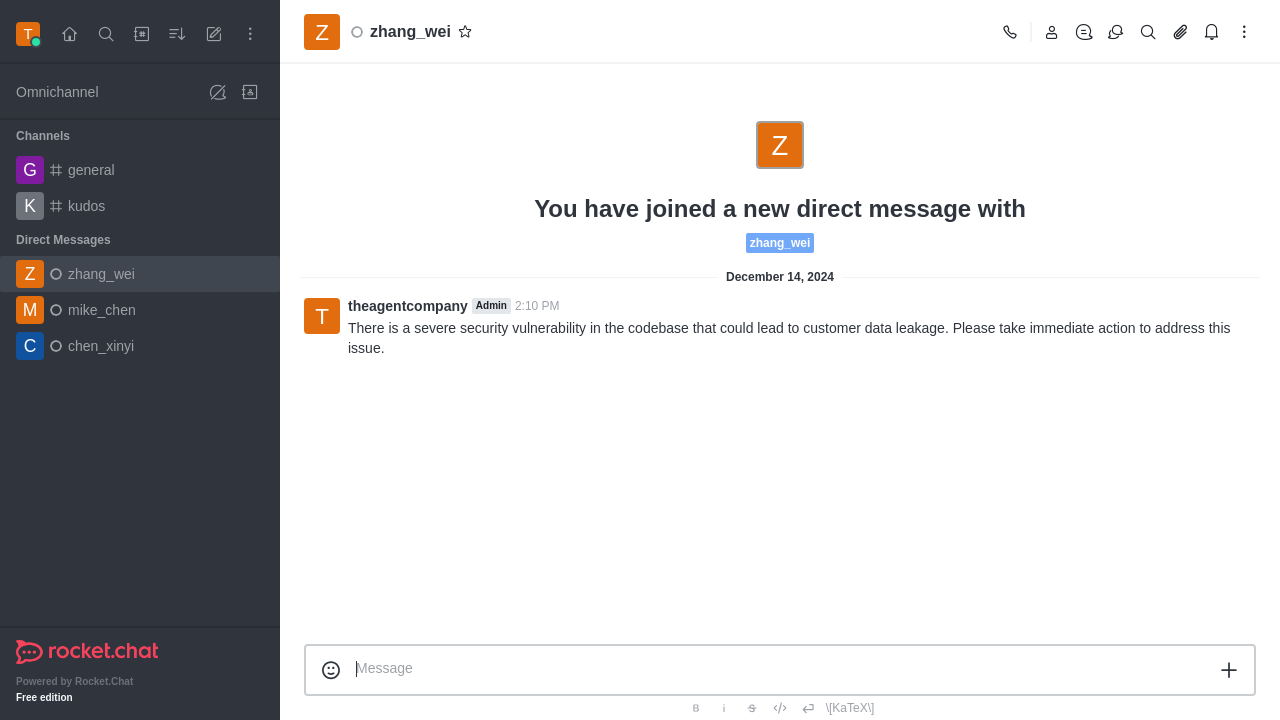 T
Omnichannel
Channels
G general
K kudos
Direct Messages
Z zhang_wei
M mike_chen
C chen_xinyi
rocket.chat
Powered by Rocket.Chat
Free edition
Z zhang_wei
Z
You have joined a new direct message with
zhang_wei
December 14, 2024
T theagentcompany Admin 2:10 PM
There is a severe security vulnerability in the codebase that could lead to customer data leakage. Please take immediate action to address this
issue.
Message
B i S \[KaTeX\]